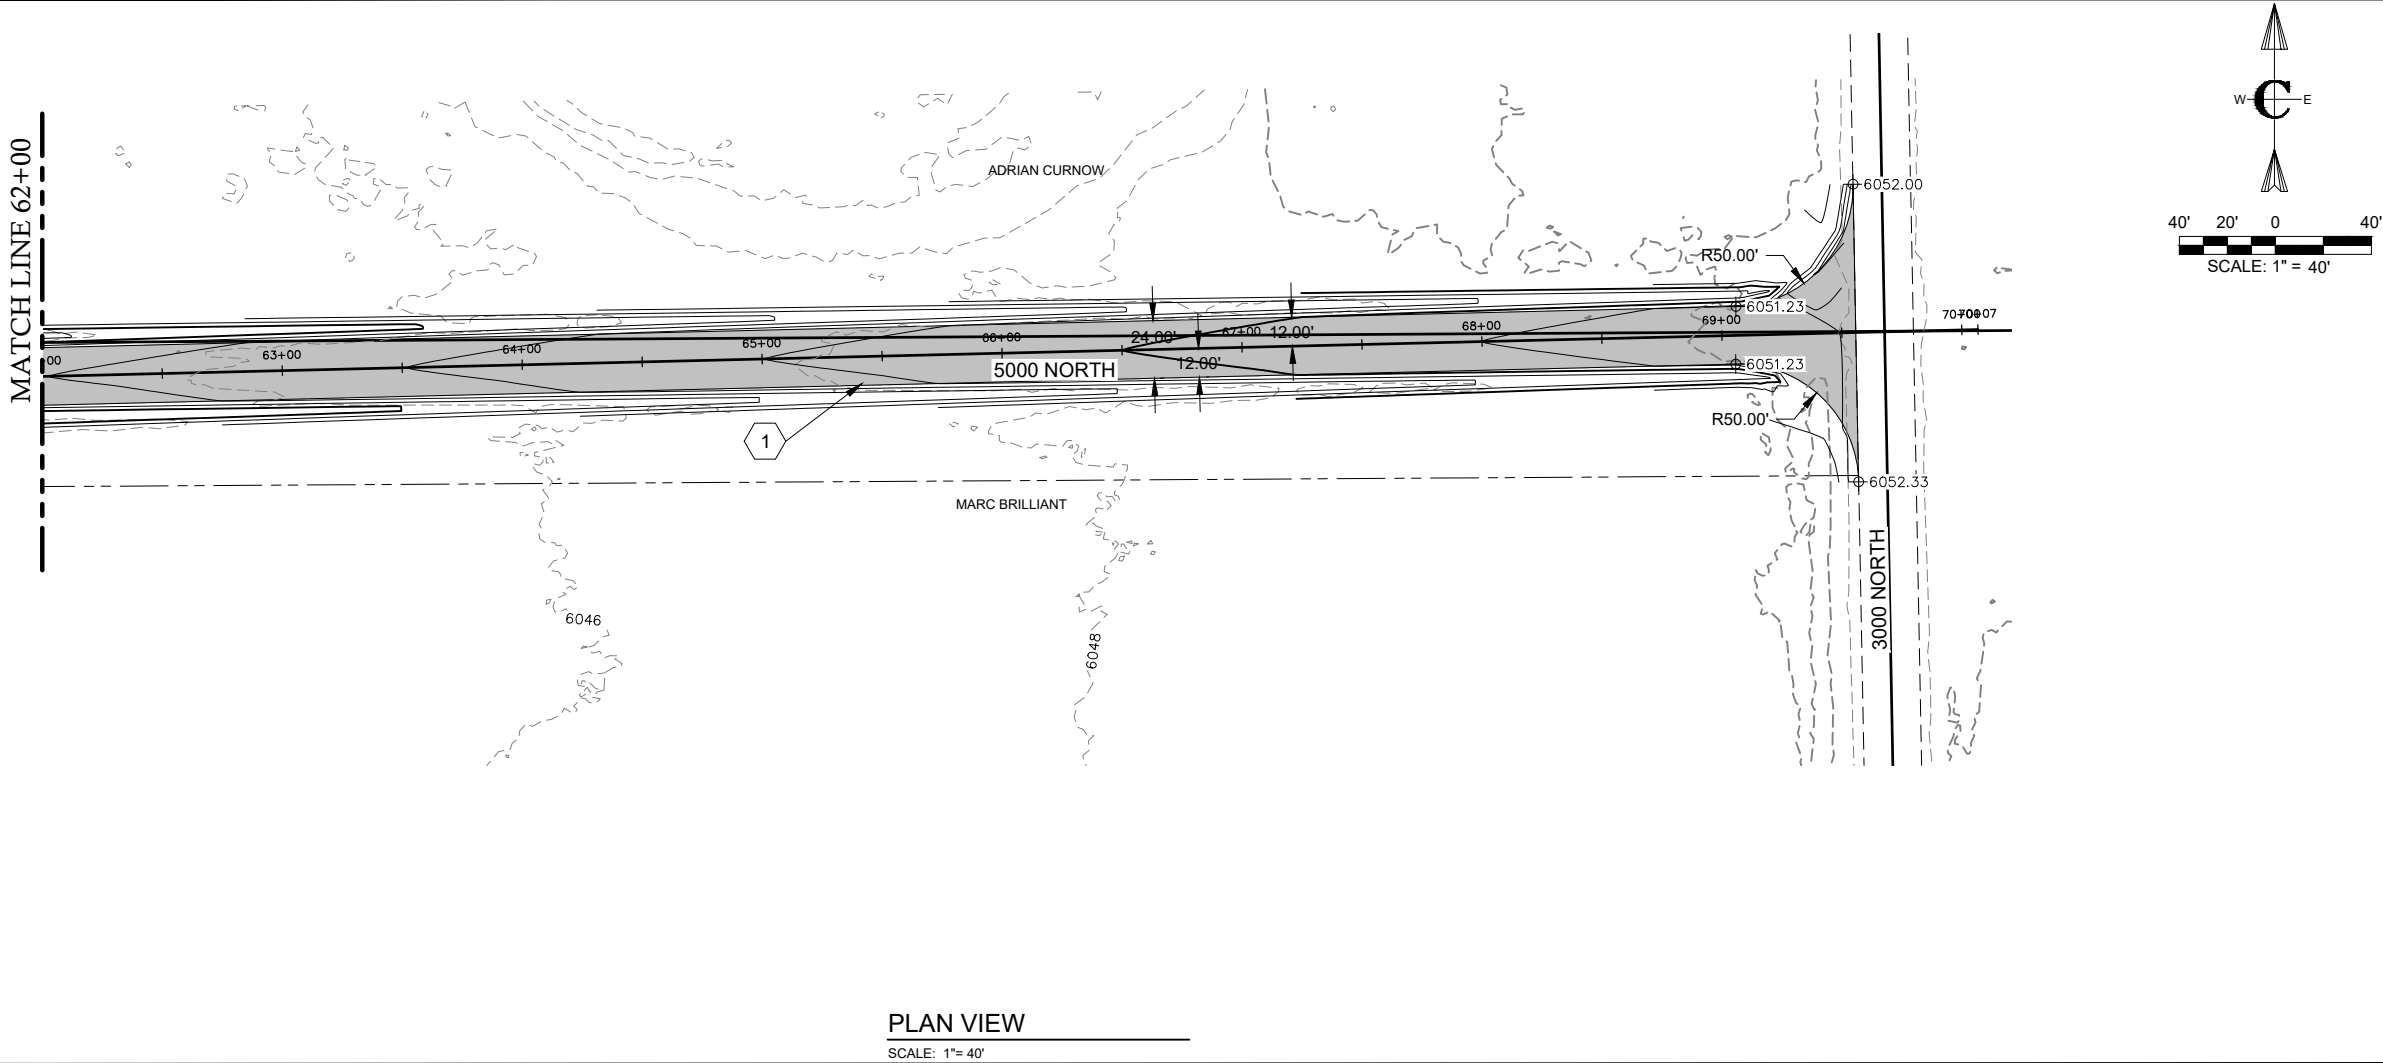 MATCH LINE 62+00
ADRIAN CURNOW
W C E
40' 20' 0 40'
SCALE: 1" = 40'
6052.00
R50.00'
6051.23
00
63+00
64+00
65+00
66+00
24.00'
67+00
12.00'
68+00
69+00
12.00'
5000 NORTH
6051.23
R50.00'
1
6052.33
MARC BRILLIANT
3000 NORTH
6046
6048
PLAN VIEW
SCALE: 1"= 40'